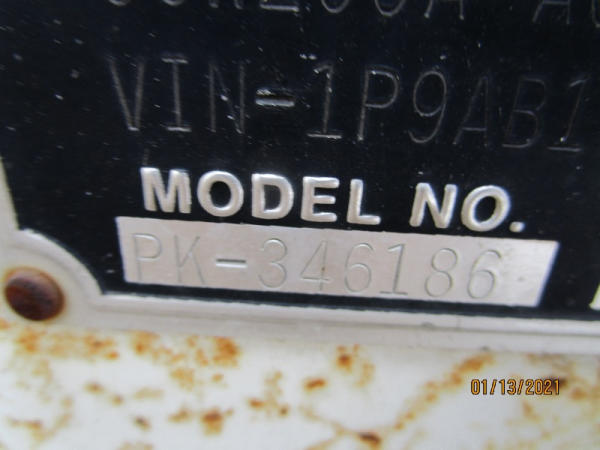 VIN-1P9AB1
MODEL NO.
PK-346186
01/13/2021